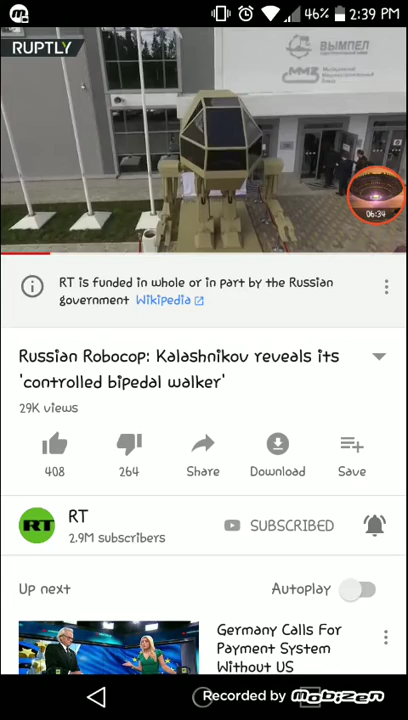 46% 2:39 PM
RUPTLY
ВЫМПЕЛ
ММЗ
06:34
RT is funded in whole or in part by the Russian
government Wikipedia
Russian Robocop: Kalashnikov reveals its
'controlled bipedal walker'
29K views
408
264
Share
Download
Save
RT
RT
2.9M subscribers
SUBSCRIBED
Up next
Autoplay
Germany Calls For
Payment System
Without US
Recorded by mobizen